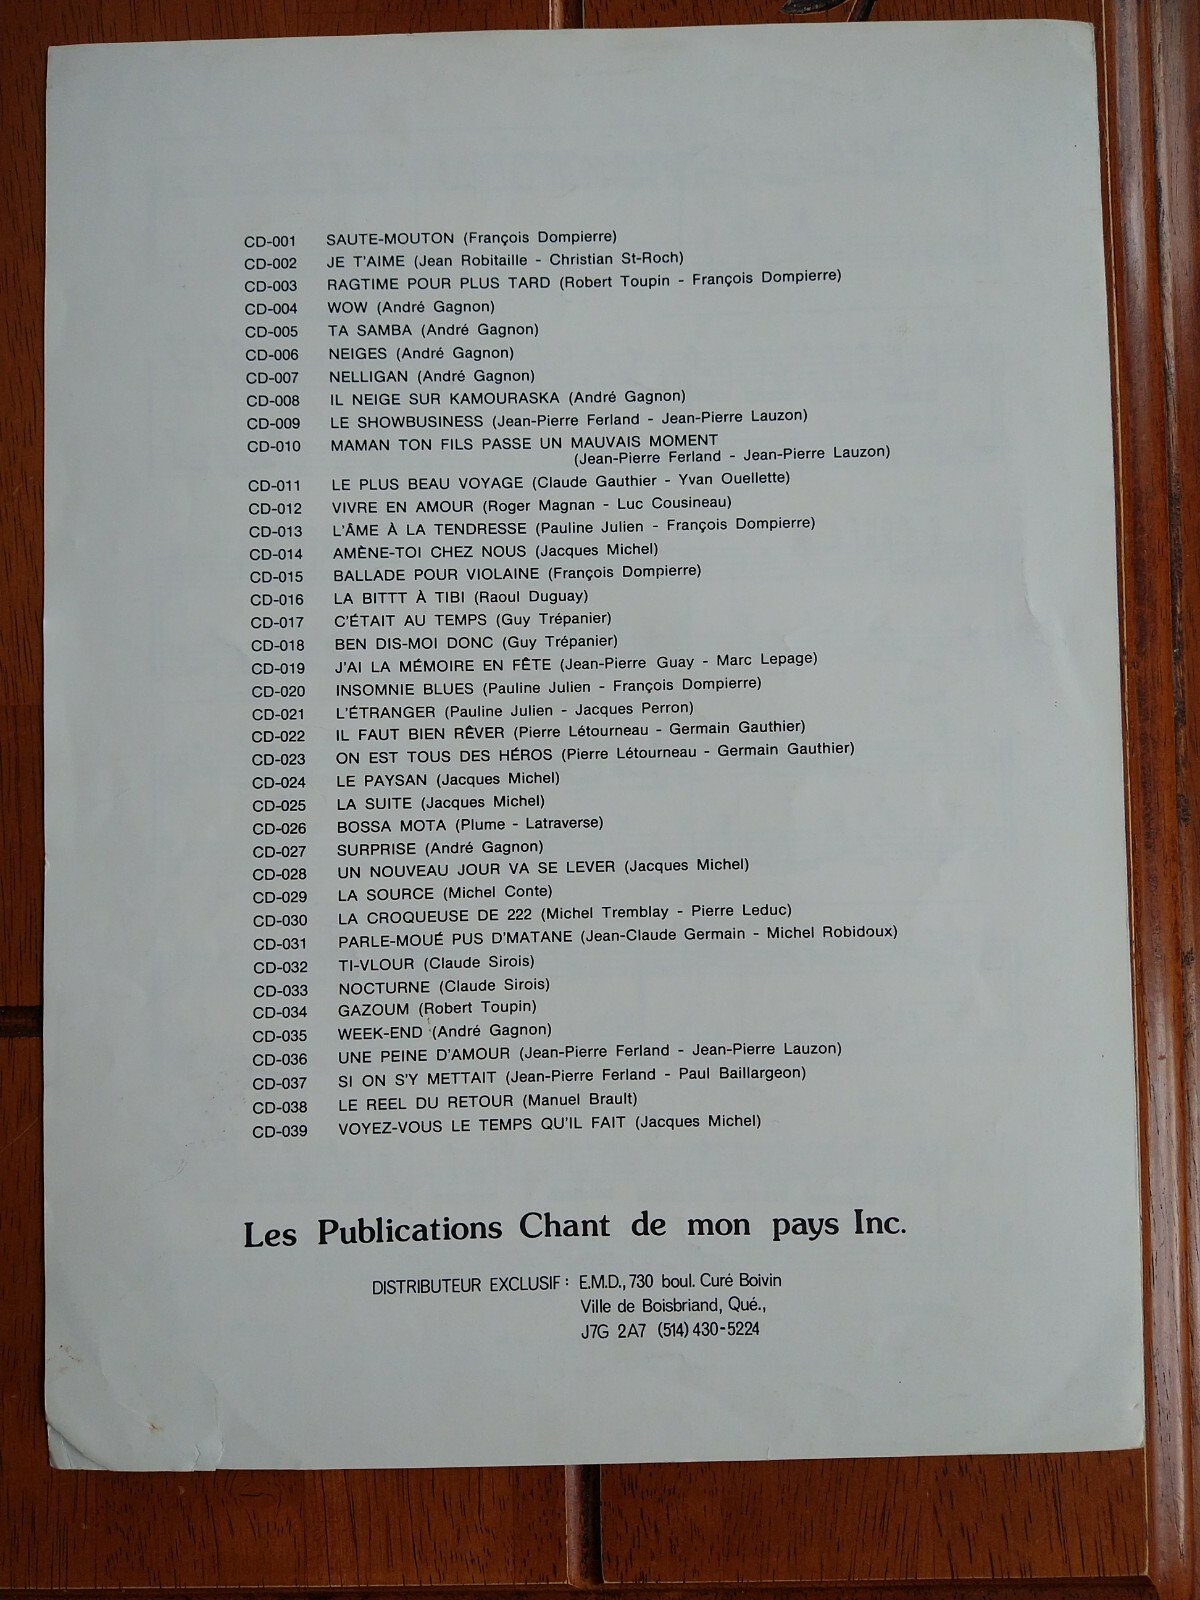 CD-001 SAUTE-MOUTON (François Dompierre)
CD-002 JE T'AIME (Jean Robitaille - Christian St-Roch)
CD-003 RAGTIME POUR PLUS TARD (Robert Toupin - François Dompierre)
CD-004 WOW (André Gagnon)
CD-005 TA SAMBA (André Gagnon)
CD-006 NEIGES (André Gagnon)
CD-007 NELLIGAN (André Gagnon)
CD-008 IL NEIGE SUR KAMOURASKA (André Gagnon)
CD-009 LE SHOWBUSINESS (Jean-Pierre Ferland - Jean-Pierre Lauzon)
CD-010 MAMAN TON FILS PASSE UN MAUVAIS MOMENT
(Jean-Pierre Ferland - Jean-Pierre Lauzon)
CD-011 LE PLUS BEAU VOYAGE (Claude Gauthier - Yvan Ouellette)
CD-012 VIVRE EN AMOUR (Roger Magnan - Luc Cousineau)
CD-013 L'ÂME À LA TENDRESSE (Pauline Julien - François Dompierre)
CD-014 AMÈNE-TOI CHEZ NOUS (Jacques Michel)
CD-015 BALLADE POUR VIOLAINE (François Dompierre)
CD-016 LA BITTT À TIBI (Raoul Duguay)
CD-017 C'ÉTAIT AU TEMPS (Guy Trépanier)
CD-018 BEN DIS-MOI DONC (Guy Trépanier)
CD-019 J'AI LA MÉMOIRE EN FÊTE (Jean-Pierre Guay - Marc Lepage)
CD-020 INSOMNIE BLUES (Pauline Julien - François Dompierre)
CD-021 L'ÉTRANGER (Pauline Julien - Jacques Perron)
CD-022 IL FAUT BIEN RÊVER (Pierre Létourneau - Germain Gauthier)
CD-023 ON EST TOUS DES HÉROS (Pierre Létourneau - Germain Gauthier)
CD-024 LE PAYSAN (Jacques Michel)
CD-025 LA SUITE (Jacques Michel)
CD-026 BOSSA MOTA (Plume - Latraverse)
CD-027 SURPRISE (André Gagnon)
CD-028 UN NOUVEAU JOUR VA SE LEVER (Jacques Michel)
CD-029 LA SOURCE (Michel Conte)
CD-030 LA CROQUEUSE DE 222 (Michel Tremblay - Pierre Leduc)
CD-031 PARLE-MOUÉ PUS D'MATANE (Jean-Claude Germain - Michel Robidoux)
CD-032 TI-VLOUR (Claude Sirois)
CD-033 NOCTURNE (Claude Sirois)
CD-034 GAZOUM (Robert Toupin)
CD-035 WEEK-END (André Gagnon)
CD-036 UNE PEINE D'AMOUR (Jean-Pierre Ferland - Jean-Pierre Lauzon)
CD-037 SI ON S'Y METTAIT (Jean-Pierre Ferland - Paul Baillargeon)
CD-038 LE REEL DU RETOUR (Manuel Brault)
CD-039 VOYEZ-VOUS LE TEMPS QU'IL FAIT (Jacques Michel)
Les Publications Chant de mon pays Inc.
DISTRIBUTEUR EXCLUSIF : E.M.D., 730 boul. Curé Boivin
Ville de Boisbriand, Qué.,
J7G 2A7 (514) 430-5224